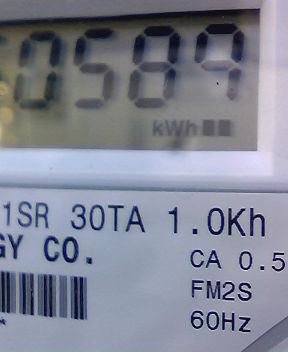 0589
kWh
1SR 30TA 1.0Kh
GY CO.
CA 0.5
FM2S
60Hz